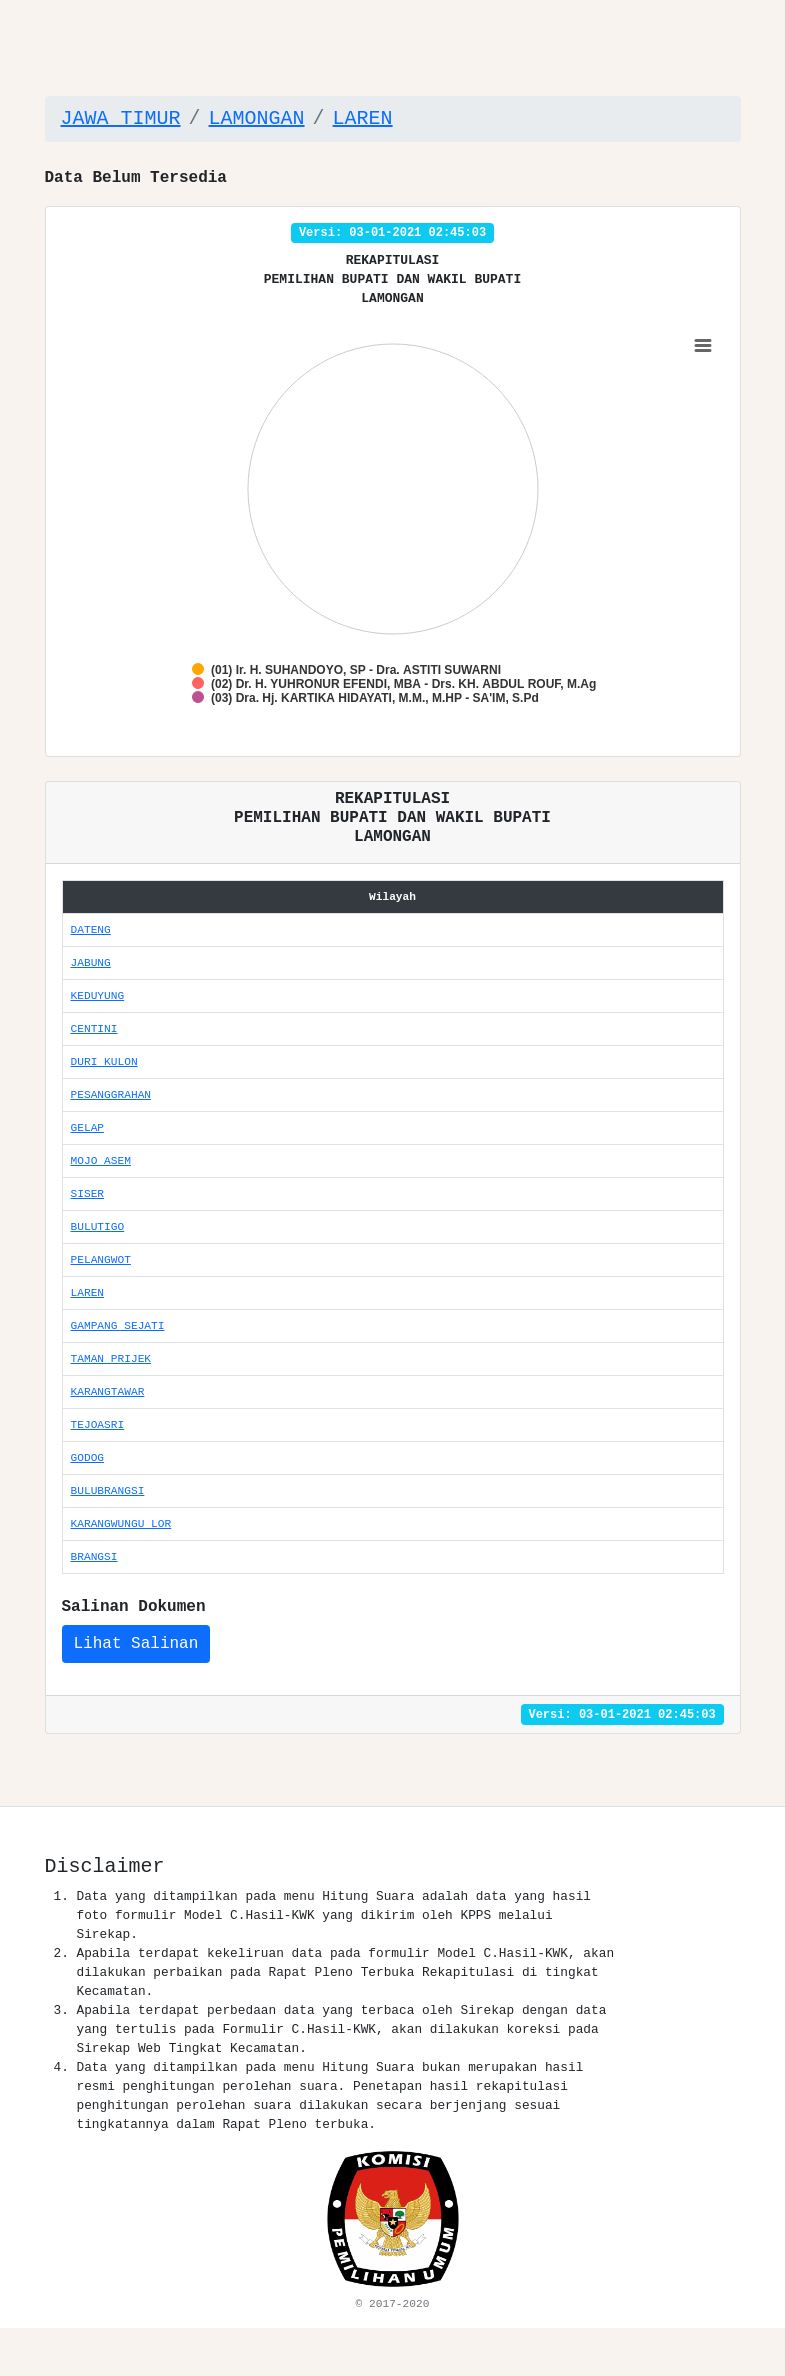 JAWA TIMUR / LAMONGAN / LAREN
Data Belum Tersedia
Versi: 03-01-2021 02:45:03
REKAPITULASI
PEMILIHAN BUPATI DAN WAKIL BUPATI
LAMONGAN
(01) Ir. H. SUHANDOYO, SP - Dra. ASTITI SUWARNI
(02) Dr. H. YUHRONUR EFENDI, MBA - Drs. KH. ABDUL ROUF, M.Ag
(03) Dra. Hj. KARTIKA HIDAYATI, M.M., M.HP - SA'IM, S.Pd
REKAPITULASI
PEMILIHAN BUPATI DAN WAKIL BUPATI
LAMONGAN
Wilayah
DATENG
JABUNG
KEDUYUNG
CENTINI
DURI KULON
PESANGGRAHAN
GELAP
MOJO ASEM
SISER
BULUTIGO
PELANGWOT
LAREN
GAMPANG SEJATI
TAMAN PRIJEK
KARANGTAWAR
TEJOASRI
GODOG
BULUBRANGSI
KARANGWUNGU LOR
BRANGSI
Salinan Dokumen
Lihat Salinan
Versi: 03-01-2021 02:45:03
Disclaimer
1. Data yang ditampilkan pada menu Hitung Suara adalah data yang hasil
foto formulir Model C.Hasil-KWK yang dikirim oleh KPPS melalui
Sirekap.
2. Apabila terdapat kekeliruan data pada formulir Model C.Hasil-KWK, akan
dilakukan perbaikan pada Rapat Pleno Terbuka Rekapitulasi di tingkat
Kecamatan.
3. Apabila terdapat perbedaan data yang terbaca oleh Sirekap dengan data
yang tertulis pada Formulir C.Hasil-KWK, akan dilakukan koreksi pada
Sirekap Web Tingkat Kecamatan.
4. Data yang ditampilkan pada menu Hitung Suara bukan merupakan hasil
resmi penghitungan perolehan suara. Penetapan hasil rekapitulasi
penghitungan perolehan suara dilakukan secara berjenjang sesuai
tingkatannya dalam Rapat Pleno terbuka.
KOMISI
PEMILIHAN UMUM
© 2017-2020